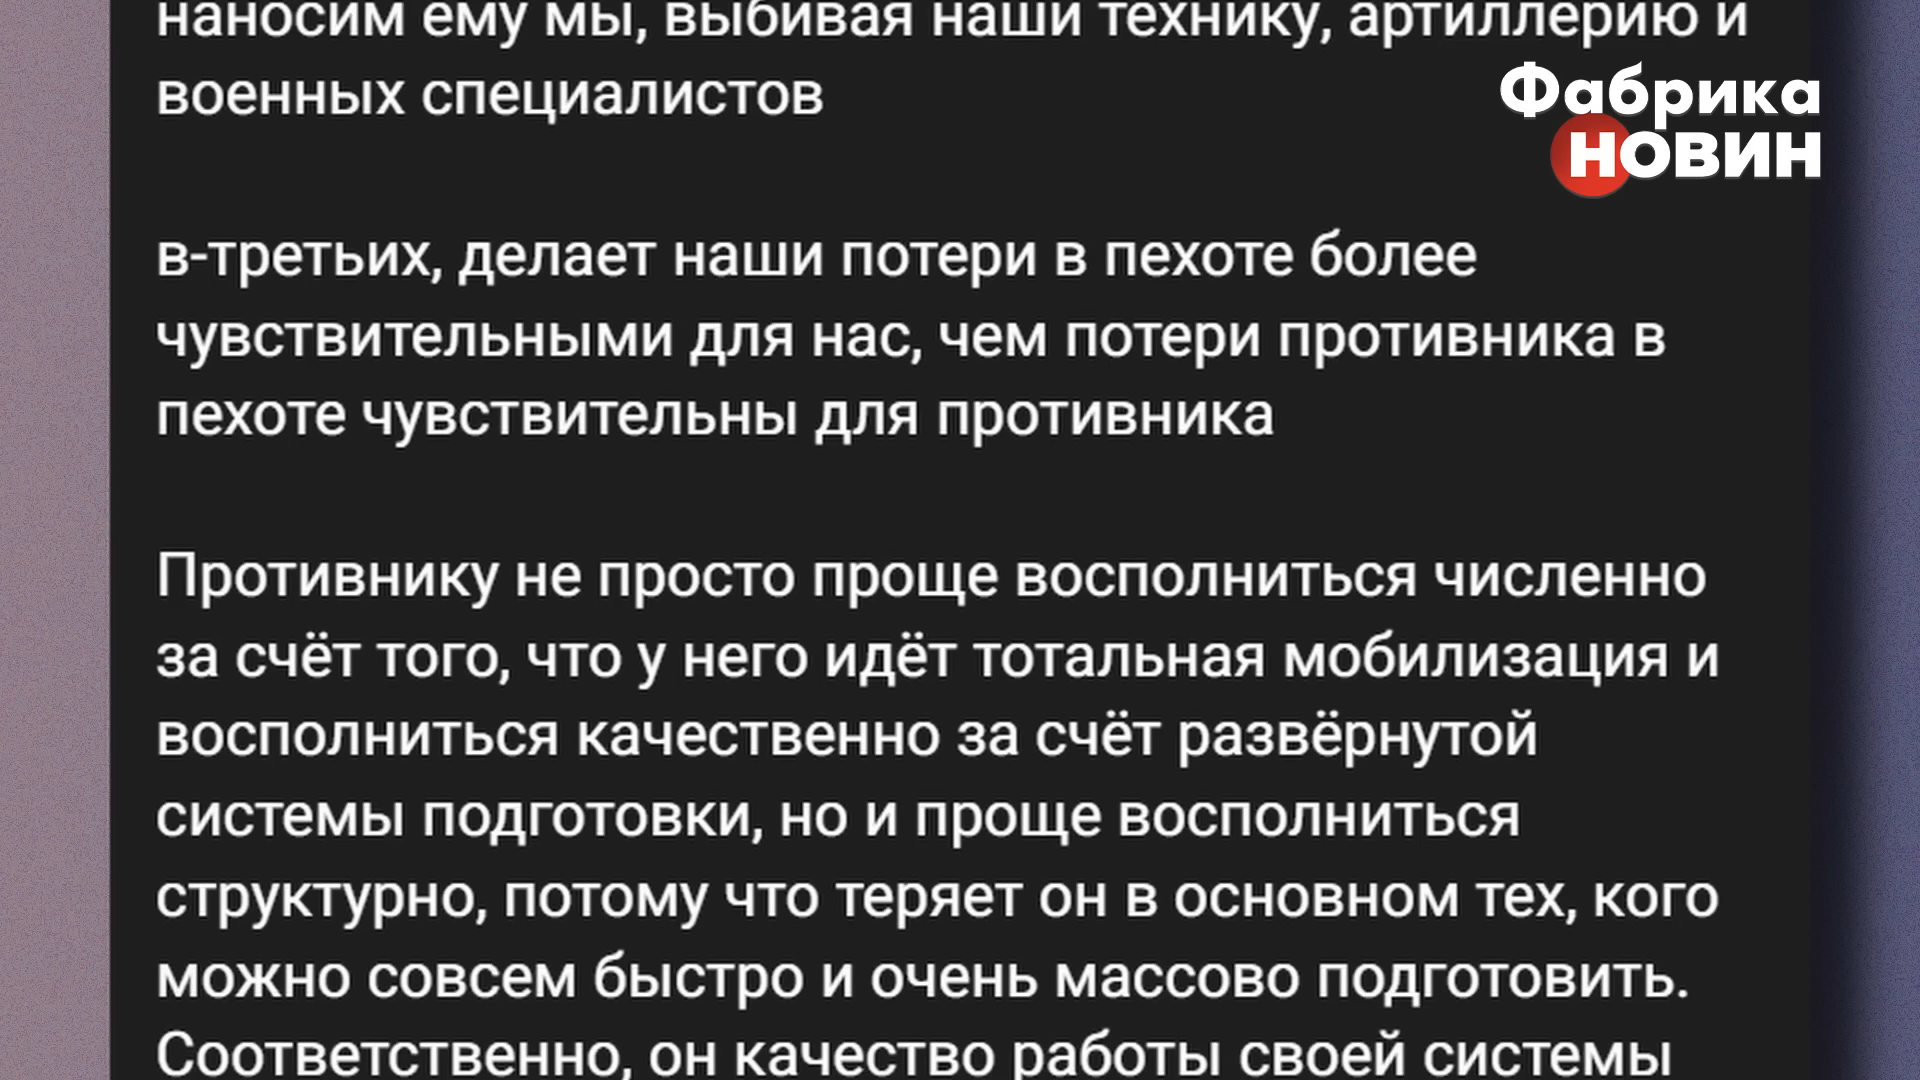 наносим ему мы, выбивая наши технику, артиллерию и
военных специалистов
Фабрика
новин
в-третьих, делает наши потери в пехоте более
чувствительными для нас, чем потери противника в
пехоте чувствительны для противника
Противнику не просто проще восполниться численно
за счёт того, что у него идёт тотальная мобилизация и
восполниться качественно за счёт развёрнутой
системы подготовки, но и проще восполниться
структурно, потому что теряет он в основном тех, кого
можно совсем быстро и очень массово подготовить.
Соответственно, он качество работы своей системы